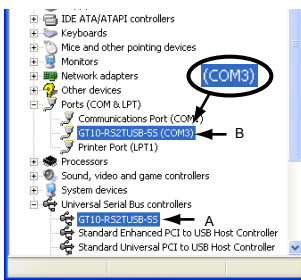 IDE ATA/ATAPI controllers
Keyboards
Mice and other pointing devices
Monitors
Network adapters
(COM3)
Other devices
Ports (COM & LPT)
Communications Port
GT10-RS2TUSB-5S (COM3)
B
Printer Port (LPT1)
Processors
Sound, video and game controllers
System devices
Universal Serial Bus controllers
GT10-RS2TUSB-5S
A
Standard Enhanced PCI to USB Host Controller
Standard Universal PCI to USB Host Controller